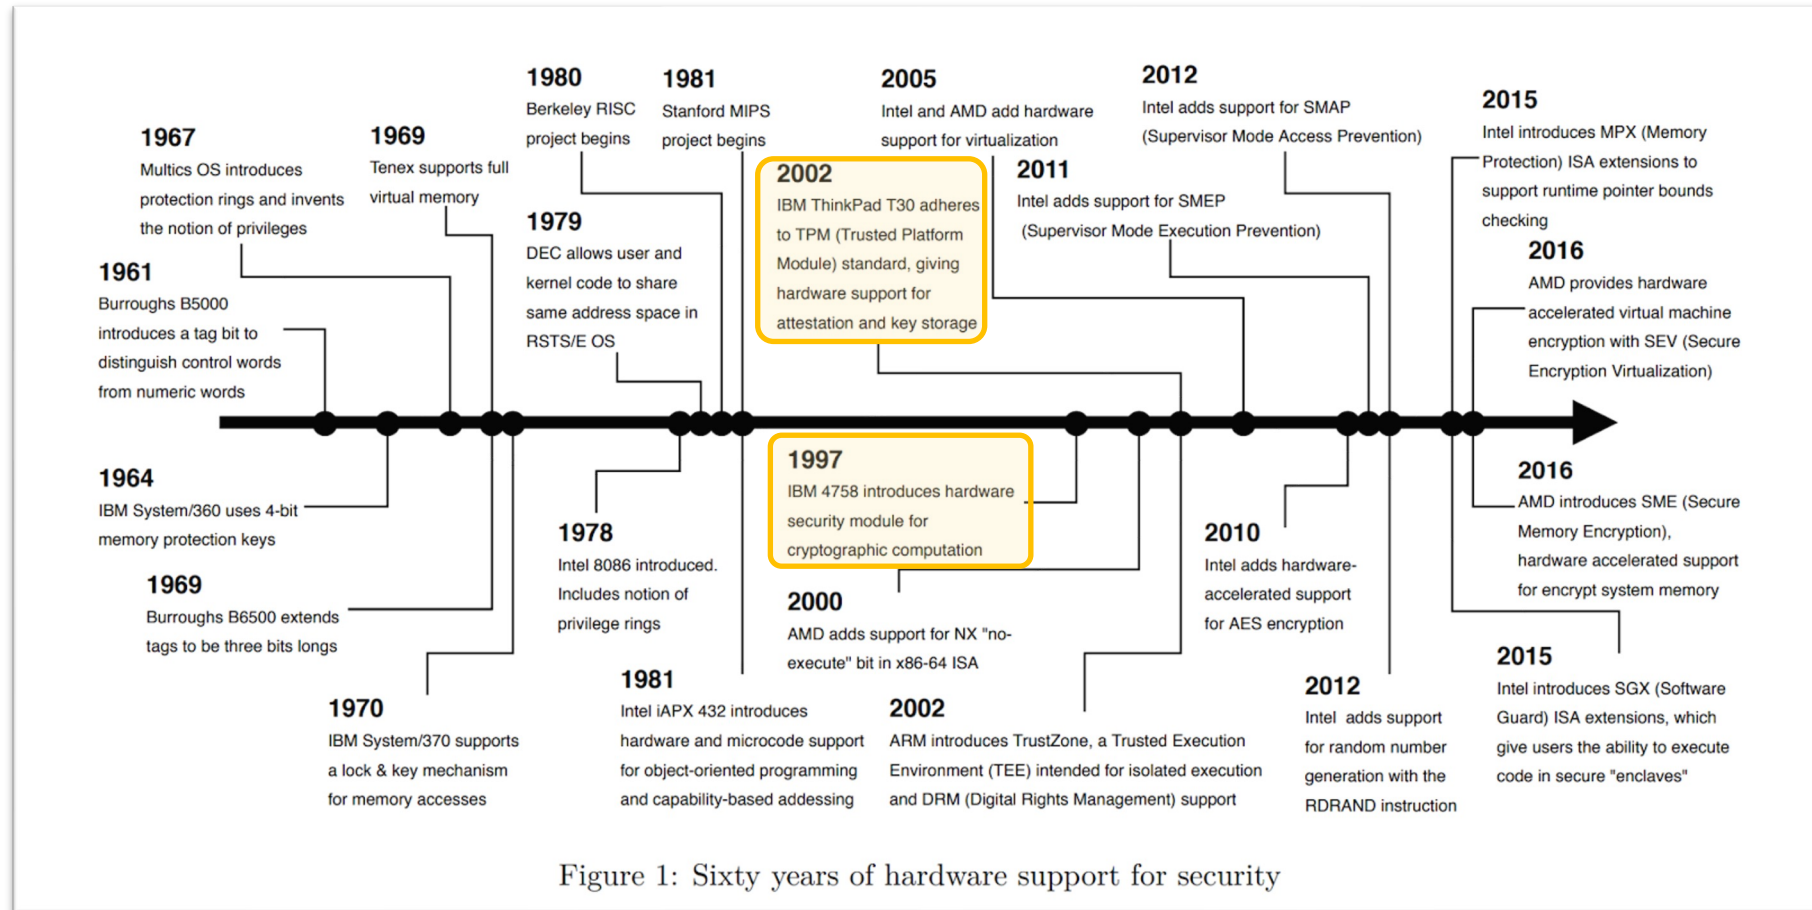 1967
Multics OS introduces
protection rings and invents
the notion of privileges
1969
Tenex supports full
virtual memory
1980
Berkeley RISC
project begins
1981
Stanford MIPS
project begins
2005
Intel and AMD add hardware
support for virtualization
2012
Intel adds support for SMAP
(Supervisor Mode Access Prevention)
2015
Intel introduces MPX (Memory
Protection) ISA extensions to
support runtime pointer bounds
checking
1961
Burroughs B5000
introduces a tag bit to
distinguish control words
from numeric words
1979
DEC allows user and
kernel code to share
same address space in
RSTS/E OS
2002
IBM ThinkPad T30 adheres
to TPM (Trusted Platform
Module) standard, giving
hardware support for
attestation and key storage
2011
Intel adds support for SMEP
(Supervisor Mode Execution Prevention)
2016
AMD provides hardware
accelerated virtual machine
encryption with SEV (Secure
Encryption Virtualization)
1964
IBM System/360 uses 4-bit
memory protection keys
1969
Burroughs B6500 extends
tags to be three bits longs
1970
IBM System/370 supports
a lock & key mechanism
for memory accesses
1978
Intel 8086 introduced.
Includes notion of
privilege rings
1981
Intel iAPX 432 introduces
hardware and microcode support
for object-oriented programming
and capability-based addessing
1997
IBM 4758 introduces hardware
security module for
cryptographic computation
2000
AMD adds support for NX "no-
execute" bit in x86-64 ISA
2002
ARM introduces TrustZone, a Trusted Execution
Environment (TEE) intended for isolated execution
and DRM (Digital Rights Management) support
2010
Intel adds hardware-
accelerated support
for AES encryption
2012
Intel adds support
for random number
generation with the
RDRAND instruction
2016
AMD introduces SME (Secure
Memory Encryption),
hardware accelerated support
for encrypt system memory
2015
Intel introduces SGX (Software
Guard) ISA extensions, which
give users the ability to execute
code in secure "enclaves"
Figure 1: Sixty years of hardware support for security